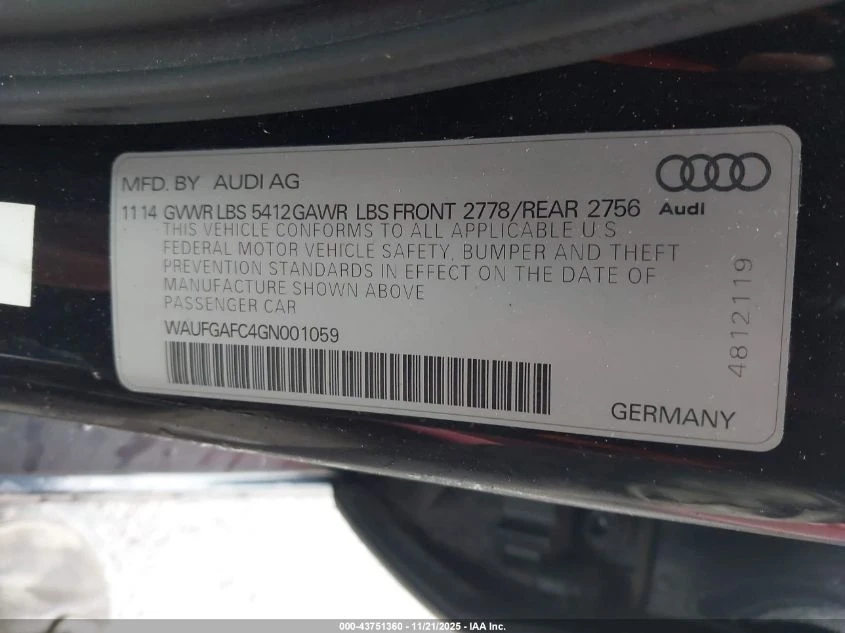 MFD. BY AUDI AG
Audi
11 14 GVWR LBS 5412 GAWR LBS FRONT 2778/REAR 2756
THIS VEHICLE CONFORMS TO ALL APPLICABLE U S
FEDERAL MOTOR VEHICLE SAFETY, BUMPER AND THEFT
PREVENTION STANDARDS IN EFFECT ON THE DATE OF
MANUFACTURE SHOWN ABOVE
PASSENGER CAR
WAUFGAFC4GN001059
4812119
GERMANY
000-43751360 - 11/21/2025 - IAA Inc.